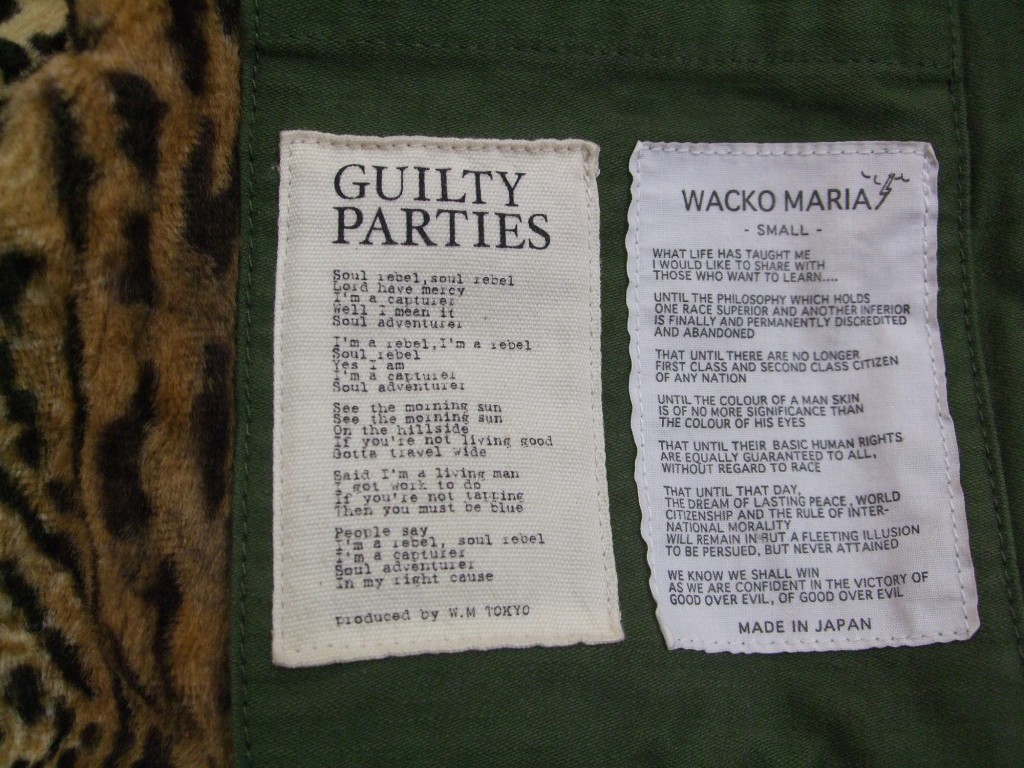 GUILTY
PARTIES
Soul rebel,soul rebel
Lord have mercy
I'm a capturer
Well I mean it
Soul adventurer
I'm a rebel,I'm a rebel
Soul rebel
Yes I am
I'm a capturer
Soul adventurer
See the morning sun
See the morning sun
On the hillside
If you're not living good
Gotta travel wide
Said I'm a living man
I got work to do
If you're not tapping
Then you must be blue
People say
I'm a rebel, soul rebel
I'm a capturer
Soul adventurer
In my right cause
produced by W.M TOKYO
WACKO MARIA
- SMALL -
WHAT LIFE HAS TAUGHT ME
I WOULD LIKE TO SHARE WITH
THOSE WHO WANT TO LEARN....
UNTIL THE PHILOSOPHY WHICH HOLDS
ONE RACE SUPERIOR AND ANOTHER INFERIOR
IS FINALLY AND PERMANENTLY DISCREDITED
AND ABANDONED
THAT UNTIL THERE ARE NO LONGER
FIRST CLASS AND SECOND CLASS CITIZEN
OF ANY NATION
UNTIL THE COLOUR OF A MAN SKIN
IS OF NO MORE SIGNIFICANCE THAN
THE COLOUR OF HIS EYES
THAT UNTIL THEIR BASIC HUMAN RIGHTS
ARE EQUALLY GUARANTEED TO ALL,
WITHOUT REGARD TO RACE
THAT UNTIL THAT DAY,
THE DREAM OF LASTING PEACE, WORLD
CITIZENSHIP AND THE RULE OF INTER-
NATIONAL MORALITY
WILL REMAIN IN BUT A FLEETING ILLUSION
TO BE PERSUED, BUT NEVER ATTAINED
WE KNOW WE SHALL WIN
AS WE ARE CONFIDENT IN THE VICTORY OF
GOOD OVER EVIL, OF GOOD OVER EVIL
MADE IN JAPAN